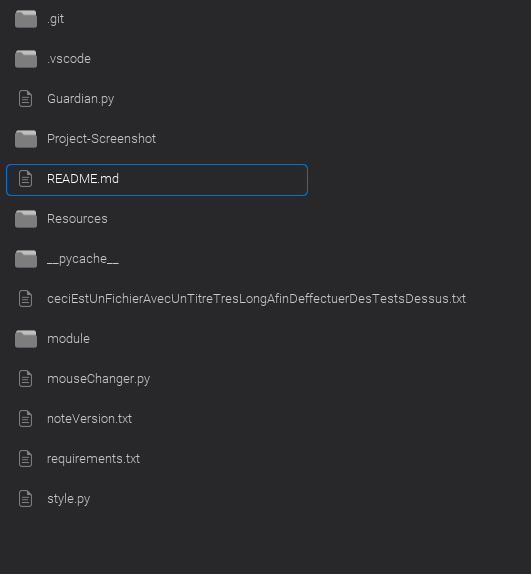 .git
.vscode
Guardian.py
Project-Screenshot
README.md
Resources
__pycache__
ceciEstUnFichierAvecUnTitreTresLongAfinDeffectuerDesTestsDessus.txt
module
mouseChanger.py
noteVersion.txt
requirements.txt
style.py